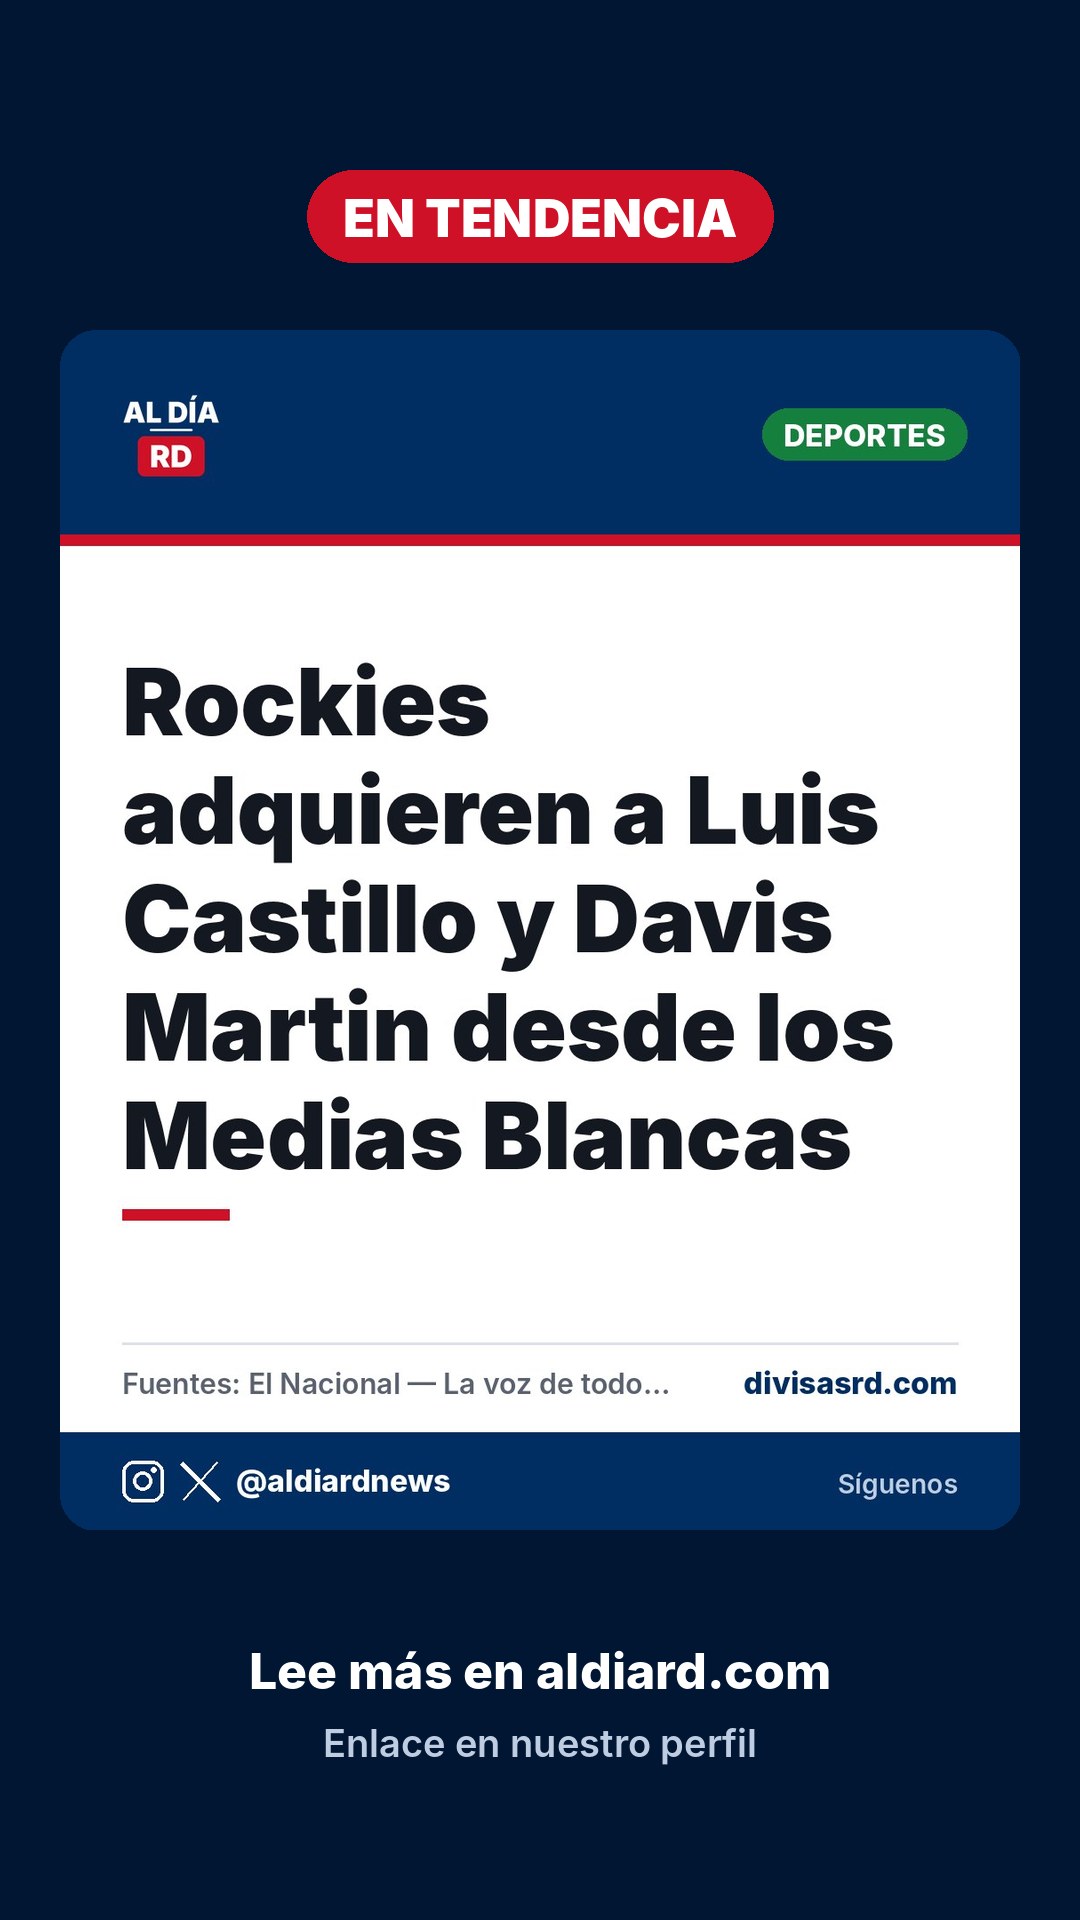 EN TENDENCIA
AL DÍA
RD
DEPORTES
Rockies
adquieren a Luis
Castillo y Davis
Martin desde los
Medias Blancas
Fuentes: El Nacional — La voz de todo...
divisasrd.com
@aldiardnews
Síguenos
Lee más en aldiard.com
Enlace en nuestro perfil